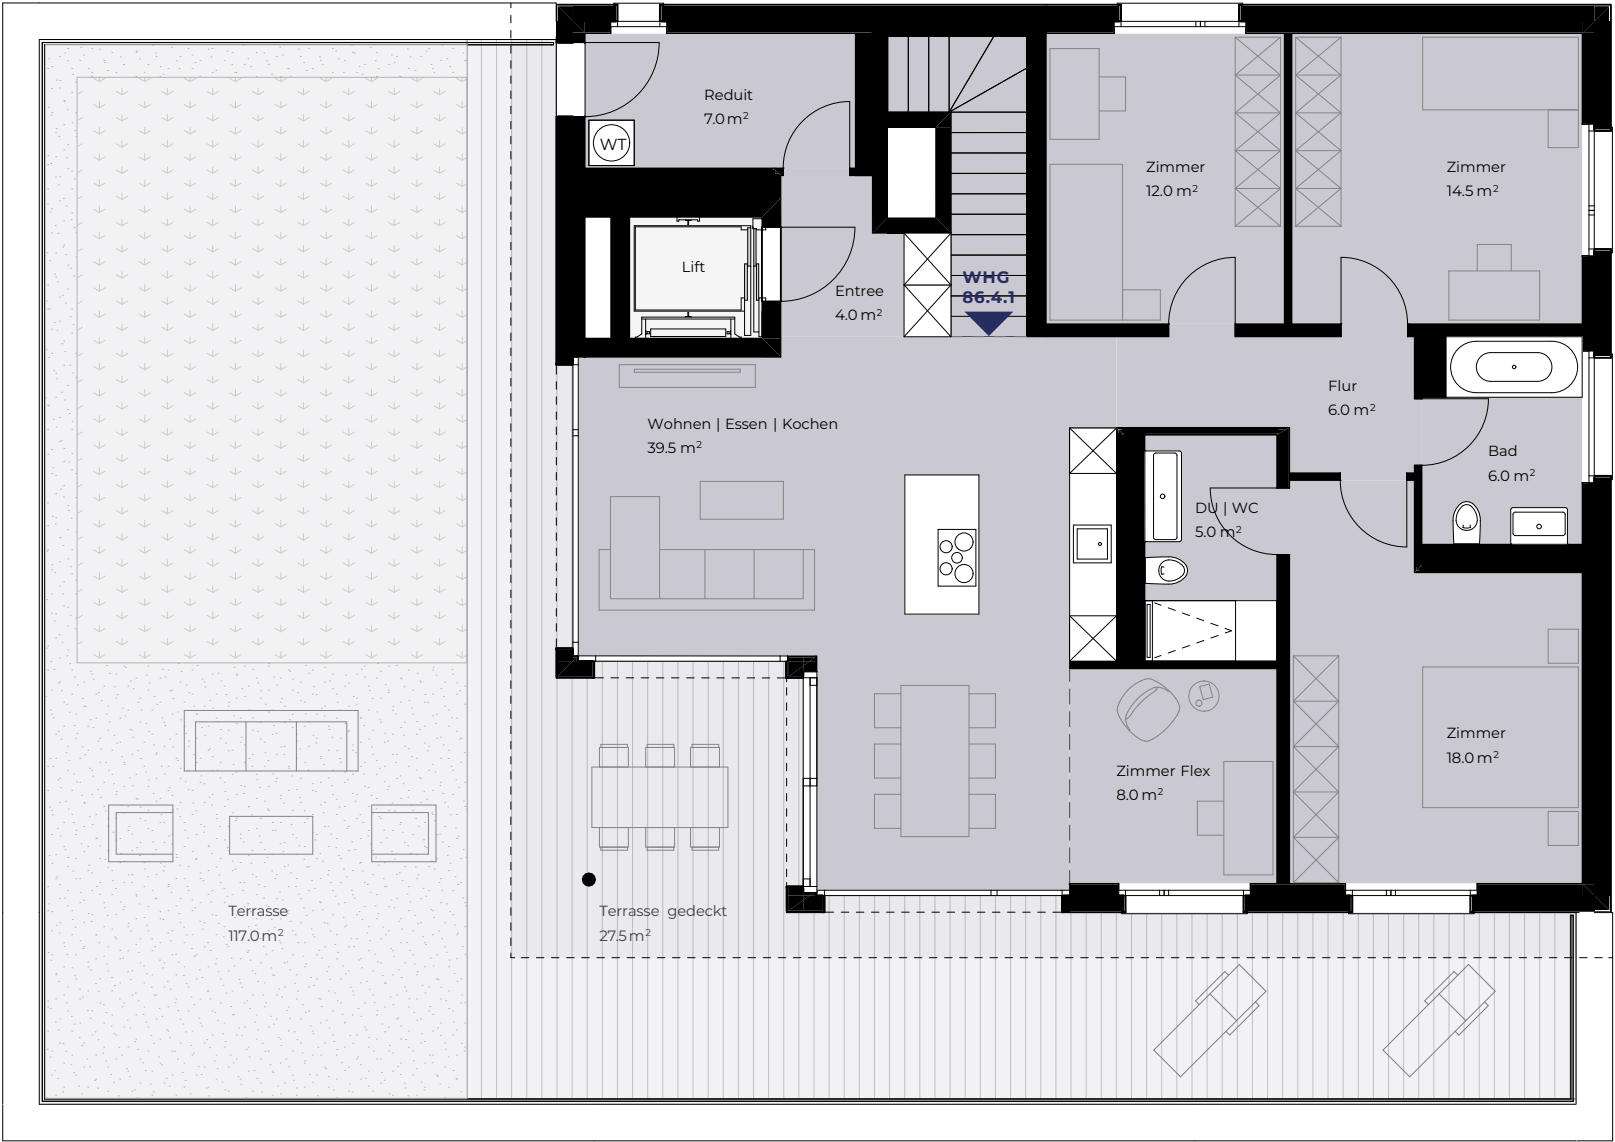 Reduit
7.0 m²
WT
Zimmer
12.0 m²
Zimmer
14.5 m²
Lift
Entree
4.0 m²
WHG
86.4.1
Flur
6.0 m²
Wohnen | Essen | Kochen
39.5 m²
Bad
6.0 m²
DU | WC
5.0 m²
Zimmer
18.0 m²
Zimmer Flex
8.0 m²
Terrasse
117.0 m²
Terrasse gedeckt
27.5 m²